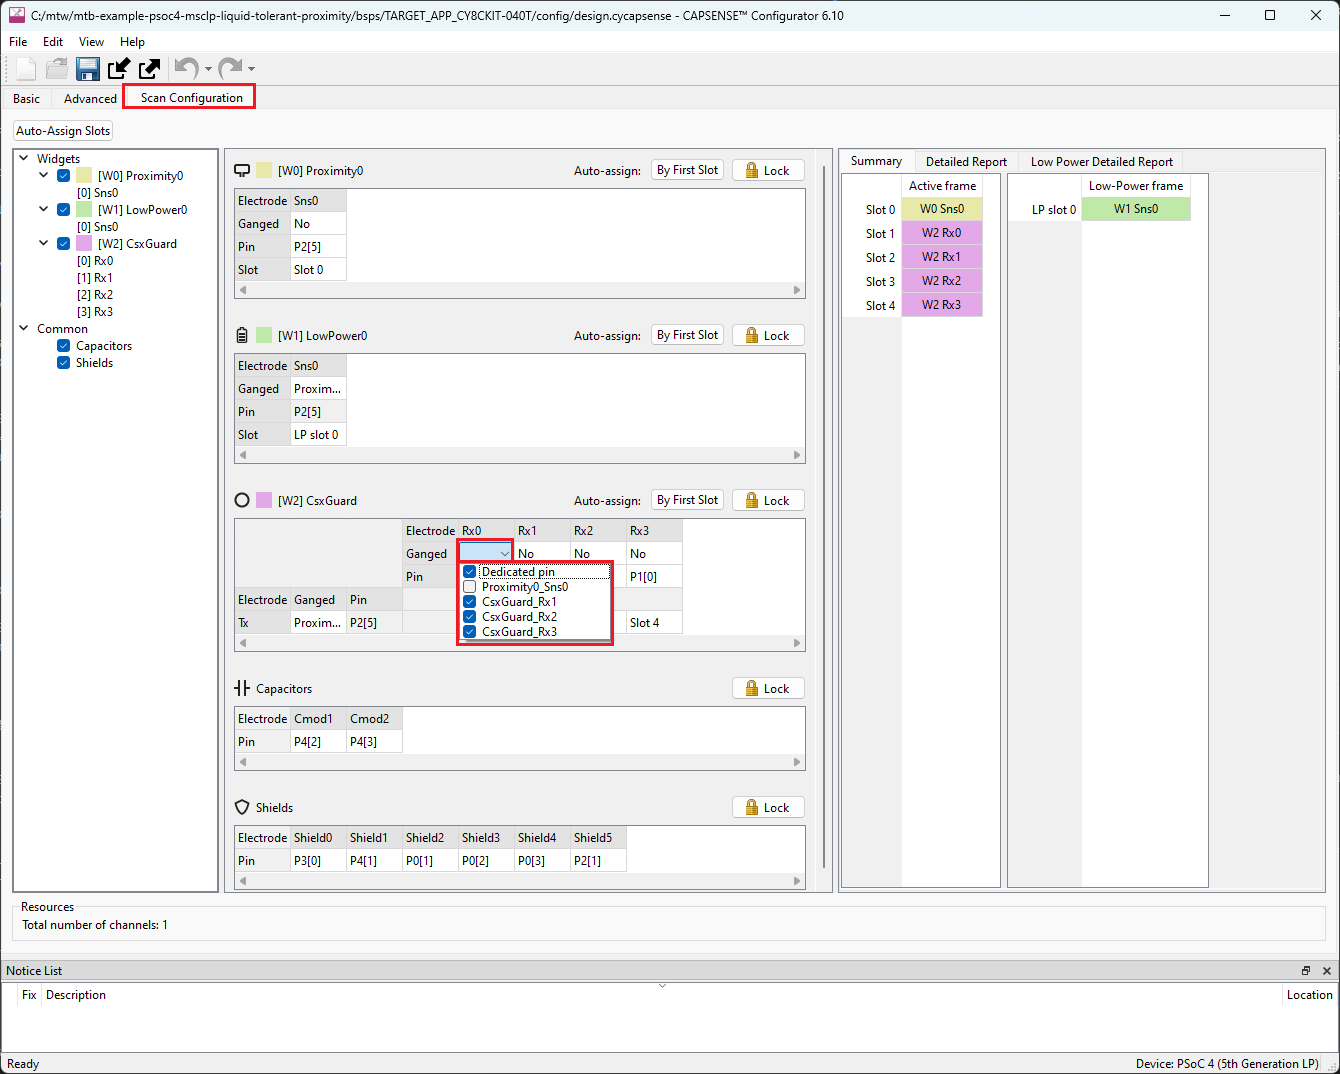 C:/mtw/mtb-example-psoc4-msclp-liquid-tolerant-proximity/bsps/TARGET_APP_CY8CKIT-040T/config/design.cycapsense - CAPSENSE™ Configurator 6.10
File Edit View Help
Basic Advanced Scan Configuration
Auto-Assign Slots
Widgets
[W0] Proximity0
[0] Sns0
[W1] LowPower0
[0] Sns0
[W2] CsxGuard
[0] Rx0
[1] Rx1
[2] Rx2
[3] Rx3
Common
Capacitors
Shields
[W0] Proximity0 Auto-assign: By First Slot Lock
Electrode Sns0
Ganged No
Pin P2[5]
Slot Slot 0
[W1] LowPower0 Auto-assign: By First Slot Lock
Electrode Sns0
Ganged Proxim...
Pin P2[5]
Slot LP slot 0
[W2] CsxGuard Auto-assign: By First Slot Lock
Electrode Rx0 Rx1 Rx2 Rx3
Ganged No No No
Pin P1[0]
Electrode Ganged Pin
Tx Proxim... P2[5] Slot 4
Dedicated pin
Proximity0_Sns0
CsxGuard_Rx1
CsxGuard_Rx2
CsxGuard_Rx3
Capacitors Lock
Electrode Cmod1 Cmod2
Pin P4[2] P4[3]
Shields Lock
Electrode Shield0 Shield1 Shield2 Shield3 Shield4 Shield5
Pin P3[0] P4[1] P0[1] P0[2] P0[3] P2[1]
Summary Detailed Report Low Power Detailed Report
Active frame
Slot 0 W0 Sns0
Slot 1 W2 Rx0
Slot 2 W2 Rx1
Slot 3 W2 Rx2
Slot 4 W2 Rx3
Low-Power frame
LP slot 0 W1 Sns0
Resources
Total number of channels: 1
Notice List
Fix Description Location
Ready Device: PSoC 4 (5th Generation LP)